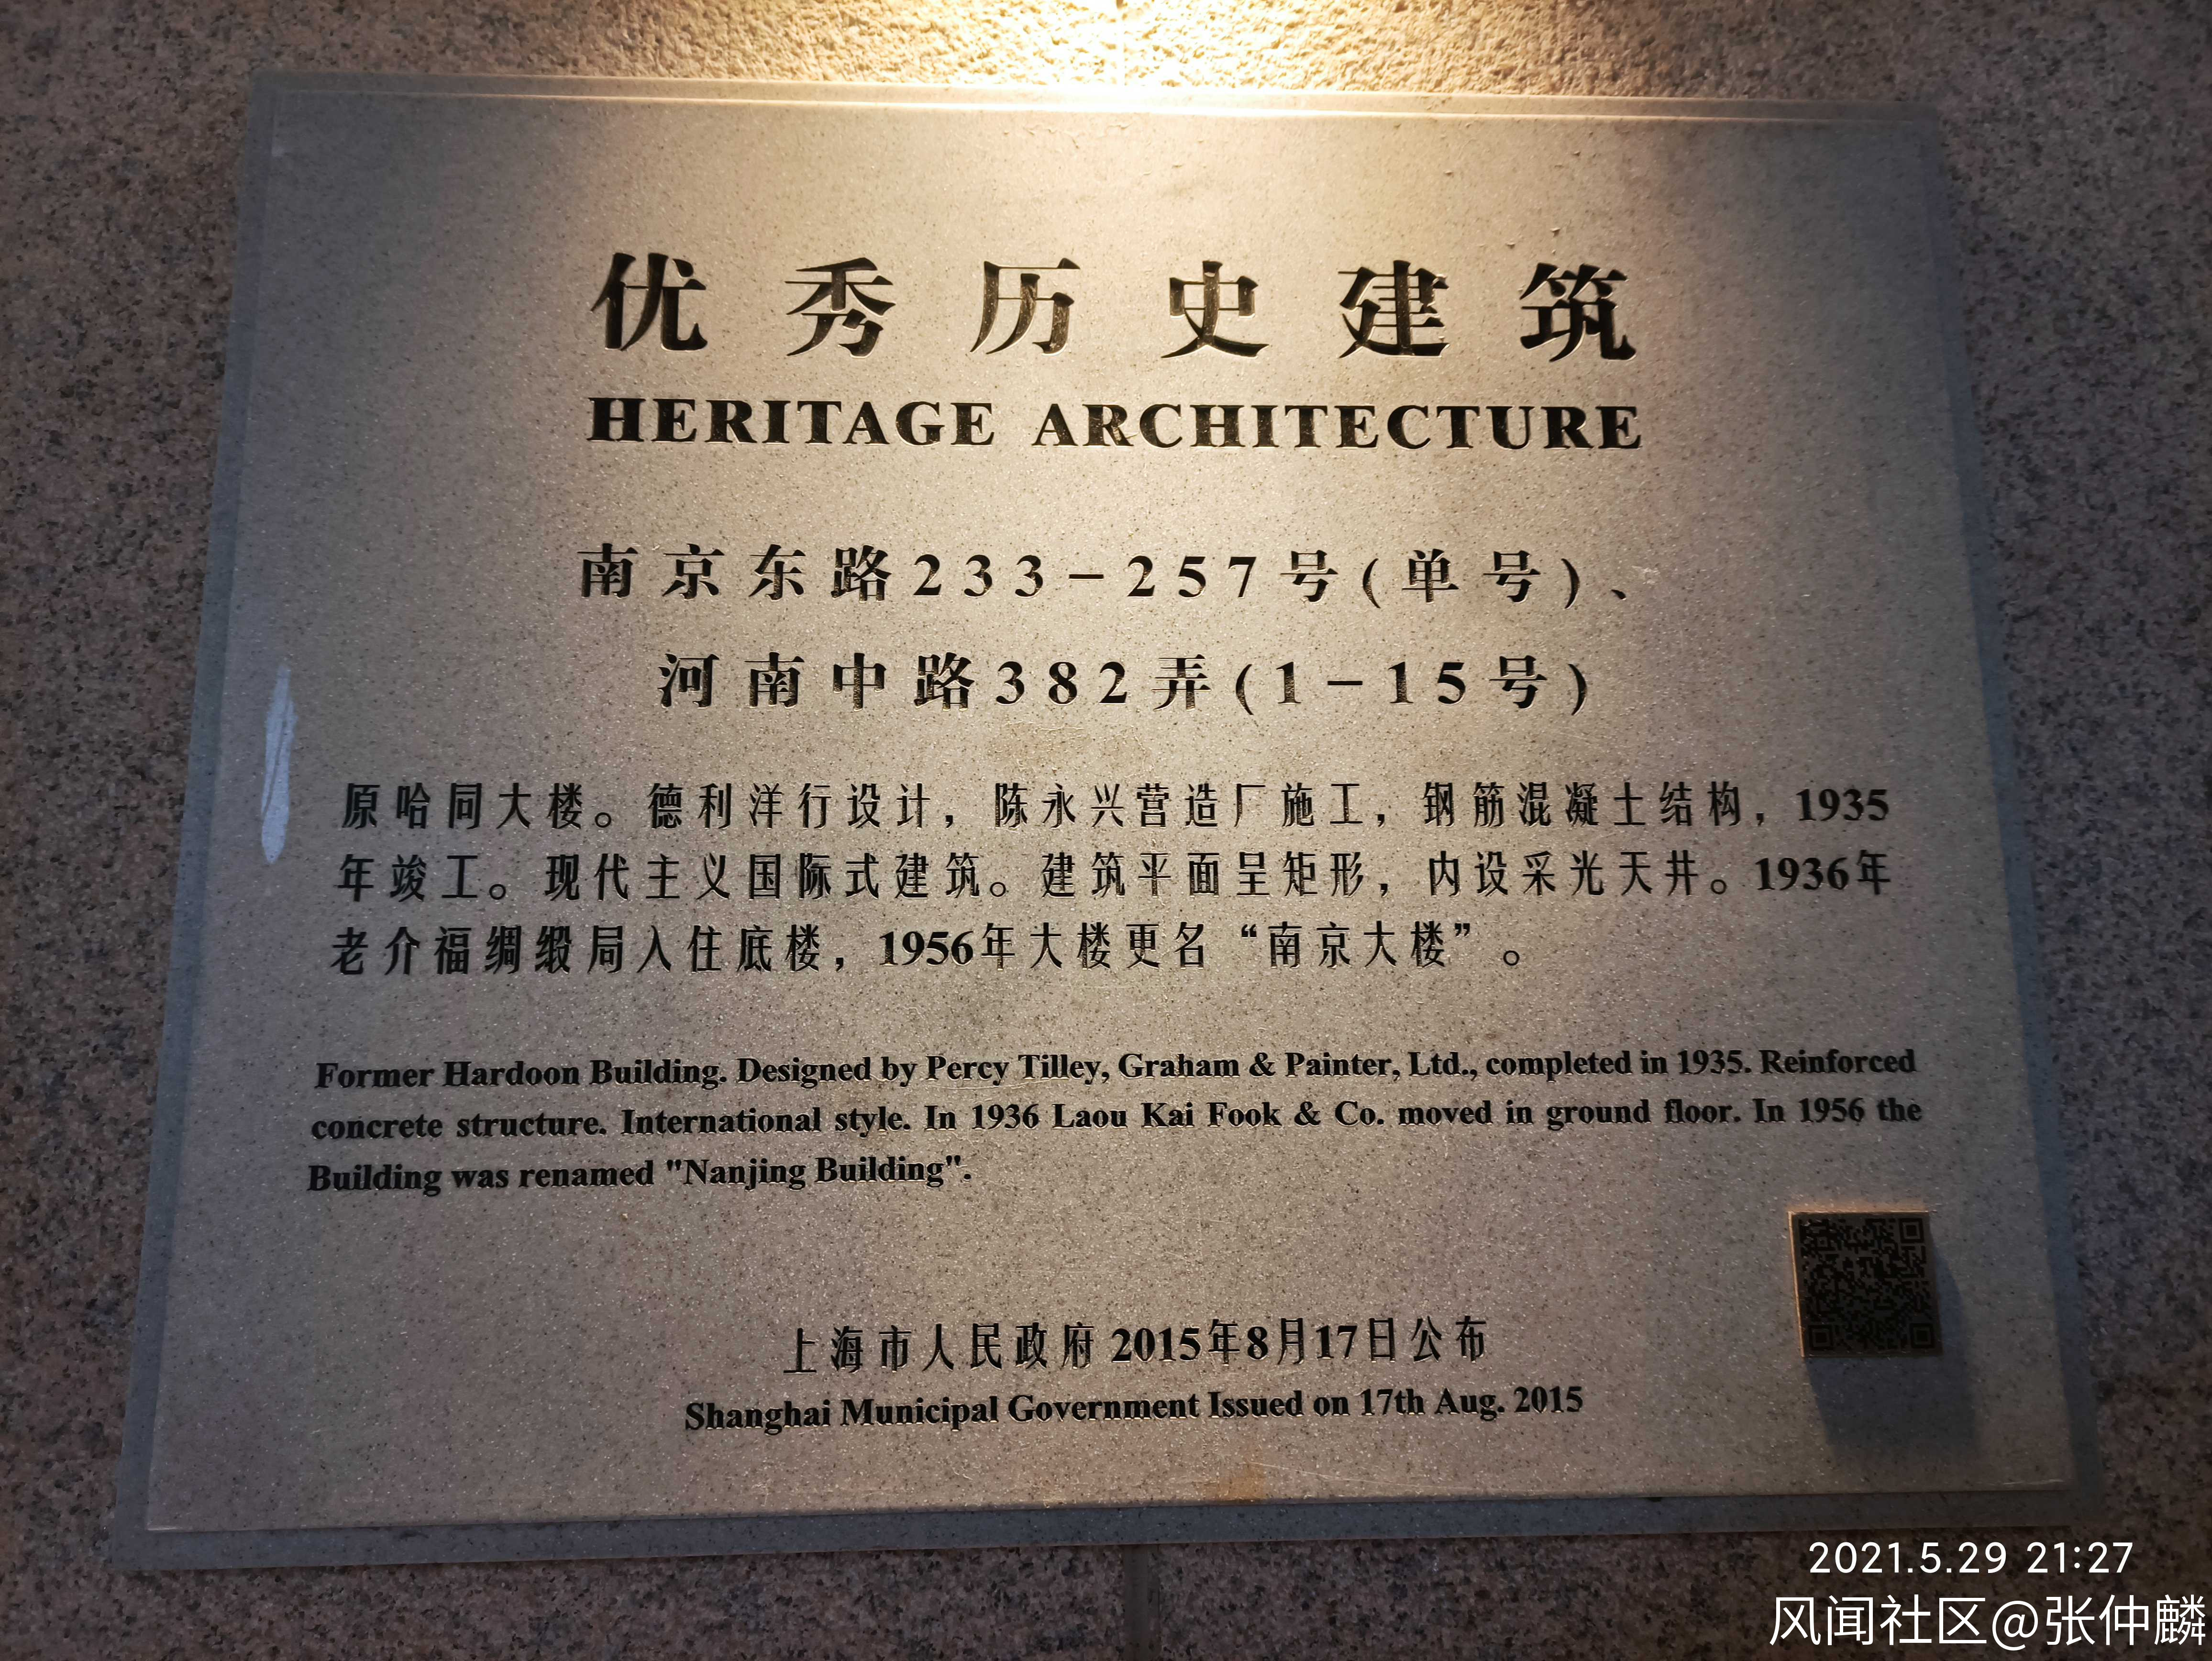 优秀历史建筑
HERITAGE ARCHITECTURE
南京东路233-257号(单号)、
河南中路382弄(1-15号)
原哈同大楼。德利洋行设计，陈永兴营造厂施工，钢筋混凝土结构，1935
年竣工。现代主义国际式建筑。建筑平面呈矩形，内设采光天井。1936年
老介福绸缎局入住底楼，1956年大楼更名“南京大楼”。
Former Hardoon Building. Designed by Percy Tilley, Graham & Painter, Ltd., completed in 1935. Reinforced
concrete structure. International style. In 1936 Laou Kai Fook & Co. moved in ground floor. In 1956 the
Building was renamed "Nanjing Building".
上海市人民政府 2015年8月17日公布
Shanghai Municipal Government Issued on 17th Aug. 2015
2021.5.29 21:27
风闻社区@张仲麟